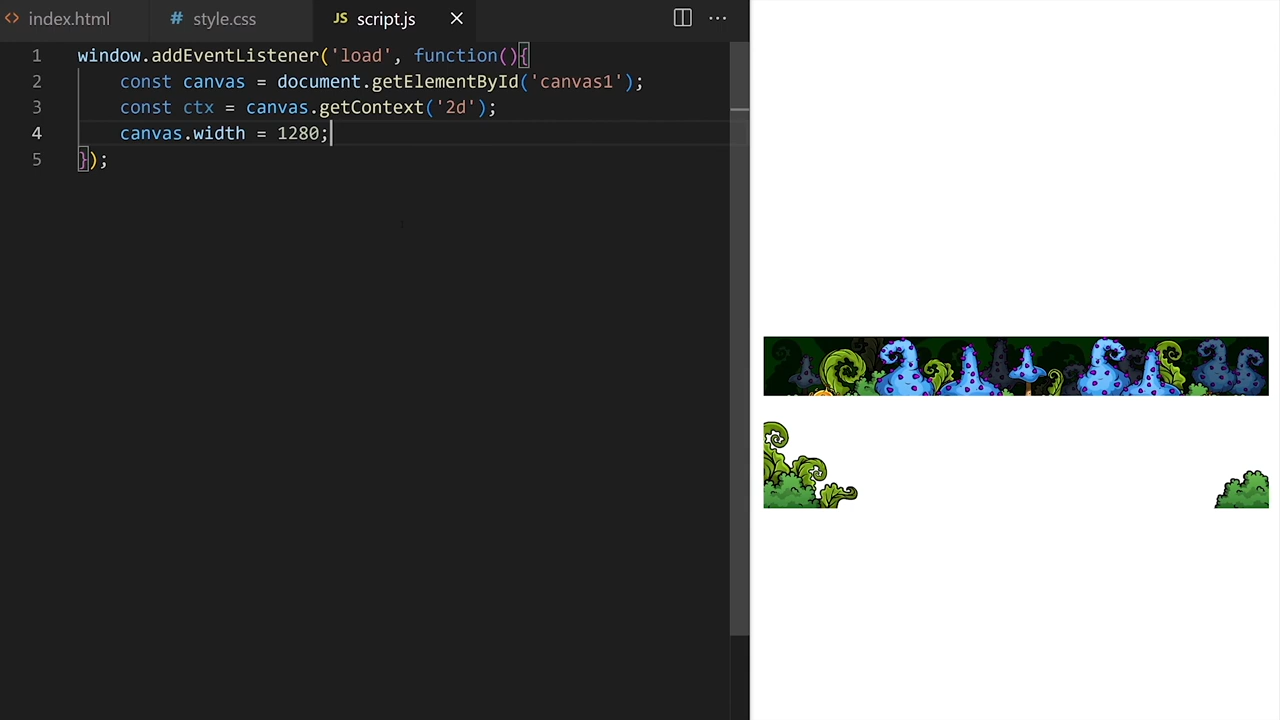 <> index.html # style.css JS script.js
1 window.addEventListener('load', function(){
2 const canvas = document.getElementById('canvas1');
3 const ctx = canvas.getContext('2d');
4 canvas.width = 1280;
5 });